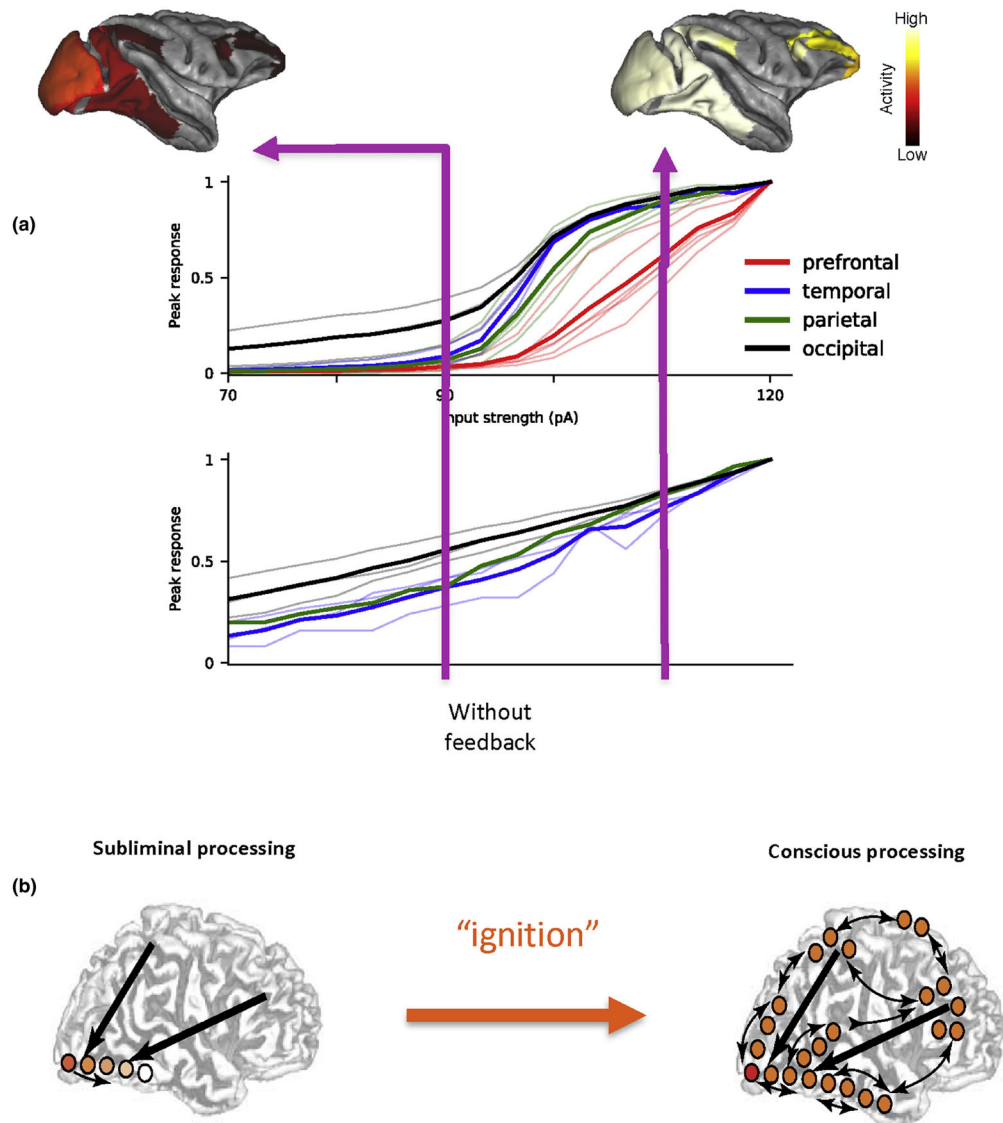 High
Activity
Low
(a)
1
0.5
0
Peak response
70
90
120
nput strength (pA)
prefrontal
temporal
parietal
occipital
1
0.5
0
Peak response
Without
feedback
Subliminal processing
Conscious processing
(b)
“ignition”